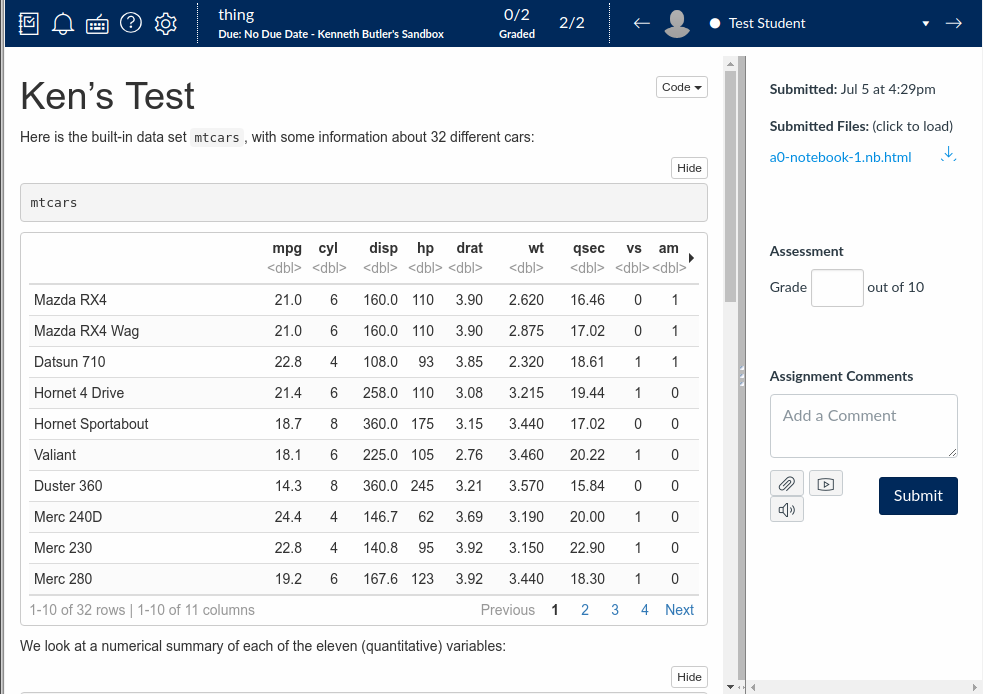 thing
Due: No Due Date - Kenneth Butler's Sandbox
0/2
Graded
2/2
Test Student
Ken's Test
Code
Here is the built-in data set mtcars, with some information about 32 different cars:
Hide
mtcars
mpg cyl disp hp drat wt qsec vs am
<dbl> <dbl> <dbl> <dbl> <dbl> <dbl> <dbl> <dbl> <dbl>
Mazda RX4 21.0 6 160.0 110 3.90 2.620 16.46 0 1
Mazda RX4 Wag 21.0 6 160.0 110 3.90 2.875 17.02 0 1
Datsun 710 22.8 4 108.0 93 3.85 2.320 18.61 1 1
Hornet 4 Drive 21.4 6 258.0 110 3.08 3.215 19.44 1 0
Hornet Sportabout 18.7 8 360.0 175 3.15 3.440 17.02 0 0
Valiant 18.1 6 225.0 105 2.76 3.460 20.22 1 0
Duster 360 14.3 8 360.0 245 3.21 3.570 15.84 0 0
Merc 240D 24.4 4 146.7 62 3.69 3.190 20.00 1 0
Merc 230 22.8 4 140.8 95 3.92 3.150 22.90 1 0
Merc 280 19.2 6 167.6 123 3.92 3.440 18.30 1 0
1-10 of 32 rows | 1-10 of 11 columns
Previous 1 2 3 4 Next
We look at a numerical summary of each of the eleven (quantitative) variables:
Hide
Submitted: Jul 5 at 4:29pm
Submitted Files: (click to load)
a0-notebook-1.nb.html
Assessment
Grade out of 10
Assignment Comments
Add a Comment
Submit